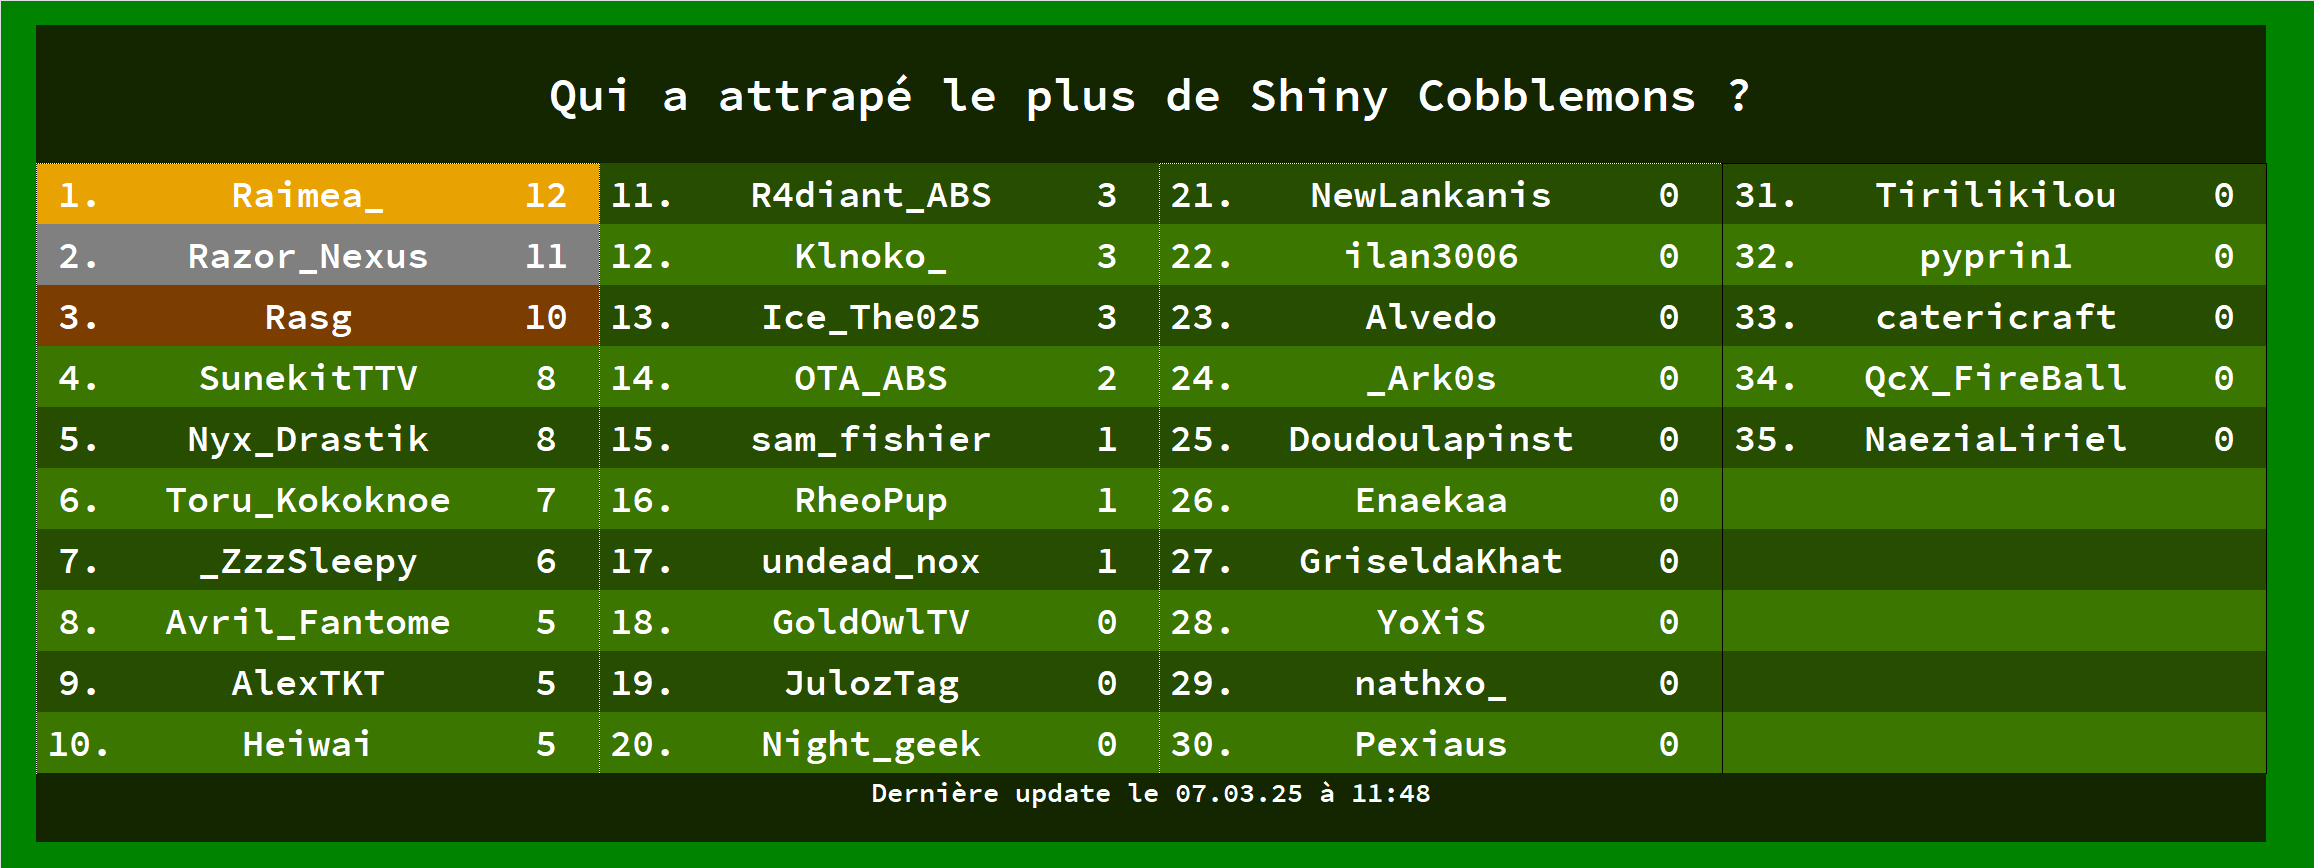 Qui a attrapé le plus de Shiny Cobblemons ?
1. Raimea_ 12
2. Razor_Nexus 11
3. Rasg 10
4. SunekitTTV 8
5. Nyx_Drastik 8
6. Toru_Kokoknoe 7
7. _ZzzSleepy 6
8. Avril_Fantome 5
9. AlexTKT 5
10. Heiwai 5
11. R4diant_ABS 3
12. Klnoko_ 3
13. Ice_The025 3
14. OTA_ABS 2
15. sam_fishier 1
16. RheoPup 1
17. undead_nox 1
18. GoldOwlTV 0
19. JulozTag 0
20. Night_geek 0
21. NewLankanis 0
22. ilan3006 0
23. Alvedo 0
24. _Ark0s 0
25. Doudoulapinst 0
26. Enaekaa 0
27. GriseldaKhat 0
28. YoXiS 0
29. nathxo_ 0
30. Pexiaus 0
31. Tirilikilou 0
32. pyprin1 0
33. catericraft 0
34. QcX_FireBall 0
35. NaeziaLiriel 0
Dernière update le 07.03.25 à 11:48